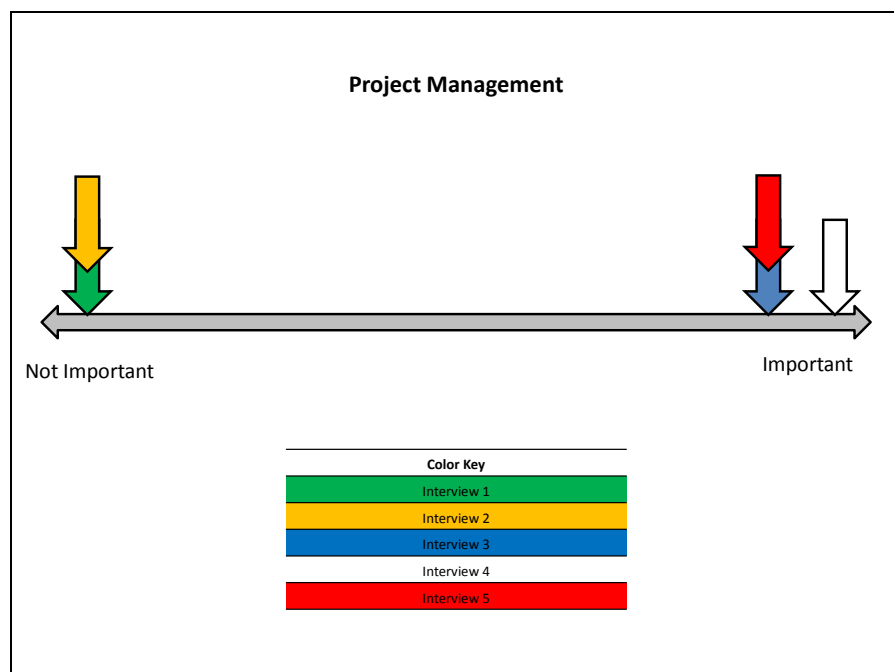 Project Management
Not Important
Important
Color Key
Interview 1
Interview 2
Interview 3
Interview 4
Interview 5